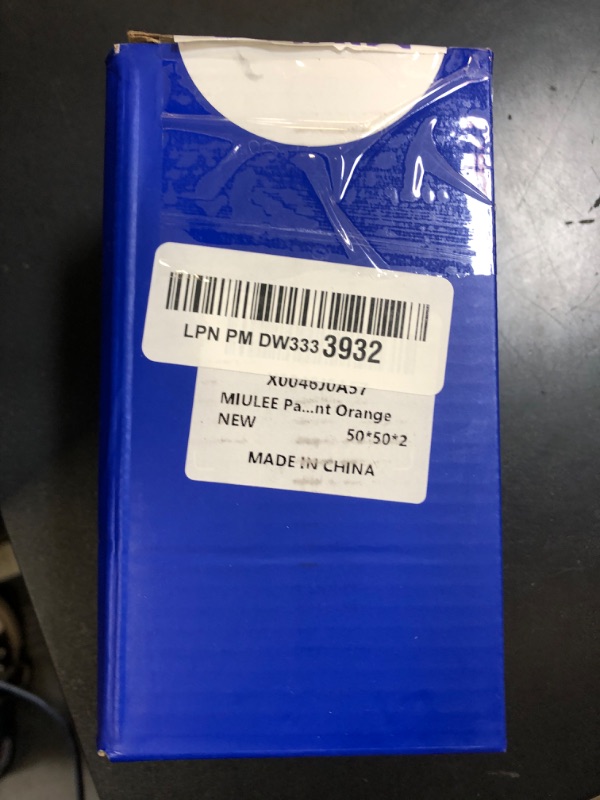 LPN PM DW333 3932
X0046J0A57
MIULEE Pa...nt Orange
NEW
50*50*2
MADE IN CHINA